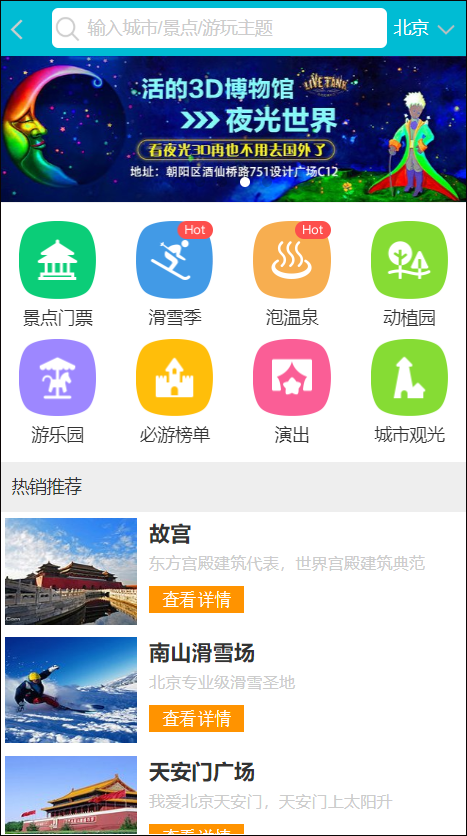 输入城市/景点/游玩主题
北京
活的3D博物馆
LIVE TANK
>>> 夜光世界
看夜光3D再也不用去国外了
地址：朝阳区酒仙桥路751设计广场C12
Hot
Hot
景点门票
滑雪季
泡温泉
动植园
游乐园
必游榜单
演出
城市观光
热销推荐
故宫
东方宫殿建筑代表，世界宫殿建筑典范
查看详情
南山滑雪场
北京专业级滑雪圣地
查看详情
天安门广场
我爱北京天安门，天安门上太阳升
查看详情